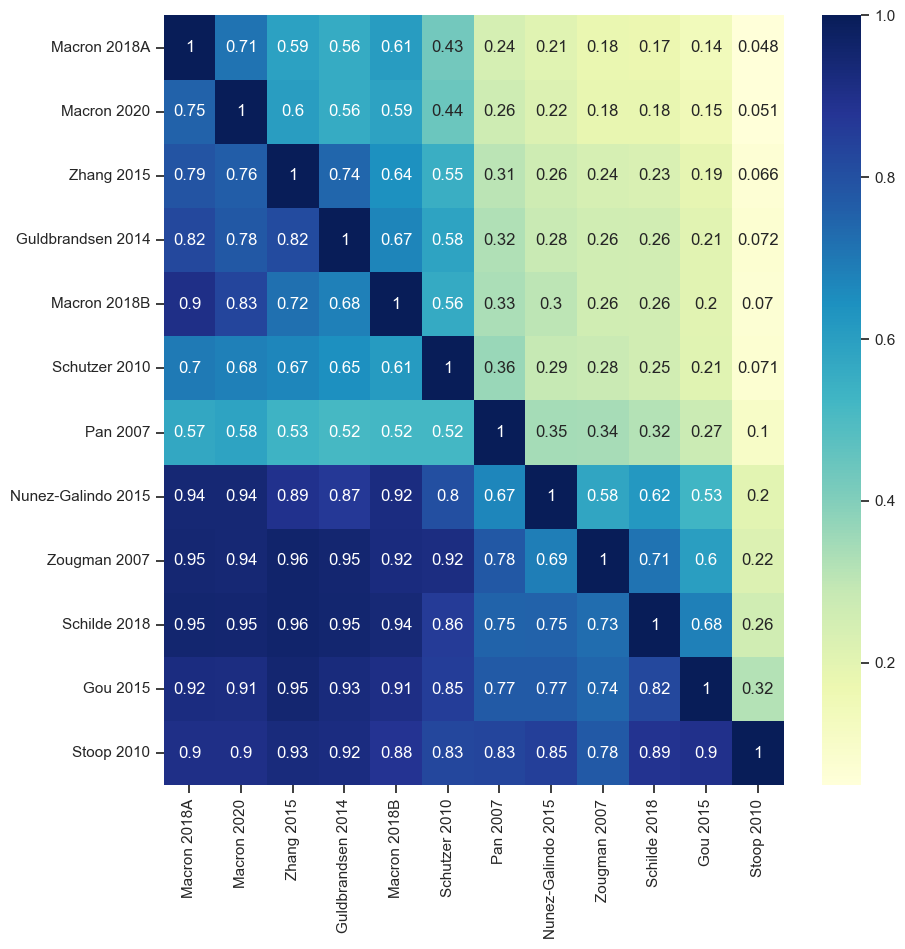 Macron 2018A 1 0.71 0.59 0.56 0.61 0.43 0.24 0.21 0.18 0.17 0.14 0.048
Macron 2020 0.75 1 0.6 0.56 0.59 0.44 0.26 0.22 0.18 0.18 0.15 0.051
Zhang 2015 0.79 0.76 1 0.74 0.64 0.55 0.31 0.26 0.24 0.23 0.19 0.066
Guldbrandsen 2014 0.82 0.78 0.82 1 0.67 0.58 0.32 0.28 0.26 0.26 0.21 0.072
Macron 2018B 0.9 0.83 0.72 0.68 1 0.56 0.33 0.3 0.26 0.26 0.2 0.07
Schutzer 2010 0.7 0.68 0.67 0.65 0.61 1 0.36 0.29 0.28 0.25 0.21 0.071
Pan 2007 0.57 0.58 0.53 0.52 0.52 0.52 1 0.35 0.34 0.32 0.27 0.1
Nunez-Galindo 2015 0.94 0.94 0.89 0.87 0.92 0.8 0.67 1 0.58 0.62 0.53 0.2
Zougman 2007 0.95 0.94 0.96 0.95 0.92 0.92 0.78 0.69 1 0.71 0.6 0.22
Schilde 2018 0.95 0.95 0.96 0.95 0.94 0.86 0.75 0.75 0.73 1 0.68 0.26
Gou 2015 0.92 0.91 0.95 0.93 0.91 0.85 0.77 0.77 0.74 0.82 1 0.32
Stoop 2010 0.9 0.9 0.93 0.92 0.88 0.83 0.83 0.85 0.78 0.89 0.9 1
Macron 2018A
Macron 2020
Zhang 2015
Guldbrandsen 2014
Macron 2018B
Schutzer 2010
Pan 2007
Nunez-Galindo 2015
Zougman 2007
Schilde 2018
Gou 2015
Stoop 2010
1.0
0.8
0.6
0.4
0.2